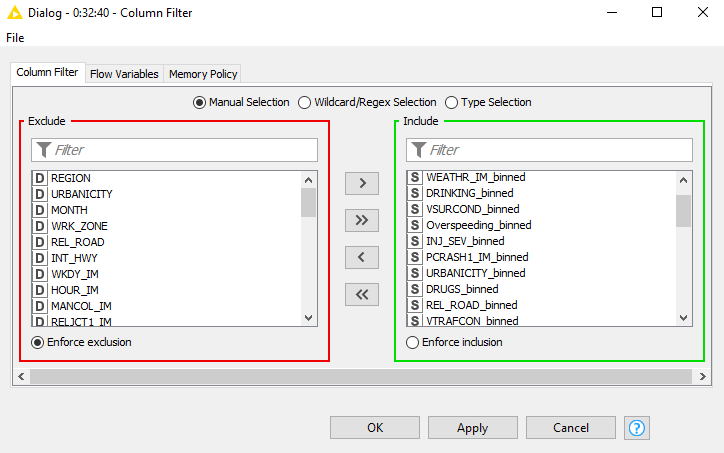 Dialog - 0:32:40 - Column Filter
File
Column Filter Flow Variables Memory Policy
Manual Selection Wildcard/Regex Selection Type Selection
Exclude
Filter
D REGION
D URBANICITY
D MONTH
D WRK_ZONE
D REL_ROAD
D INT_HWY
D WKDY_IM
D HOUR_IM
D MANCOL_IM
D RELJCT1_IM
Enforce exclusion
>
>>
<
<<
Include
Filter
S WEATHR_IM_binned
S DRINKING_binned
S VSURCOND_binned
S Overspeeding_binned
S INJ_SEV_binned
S PCRASH1_IM_binned
S URBANICITY_binned
S DRUGS_binned
S REL_ROAD_binned
S VTRAFCON_binned
Enforce inclusion
OK Apply Cancel ?